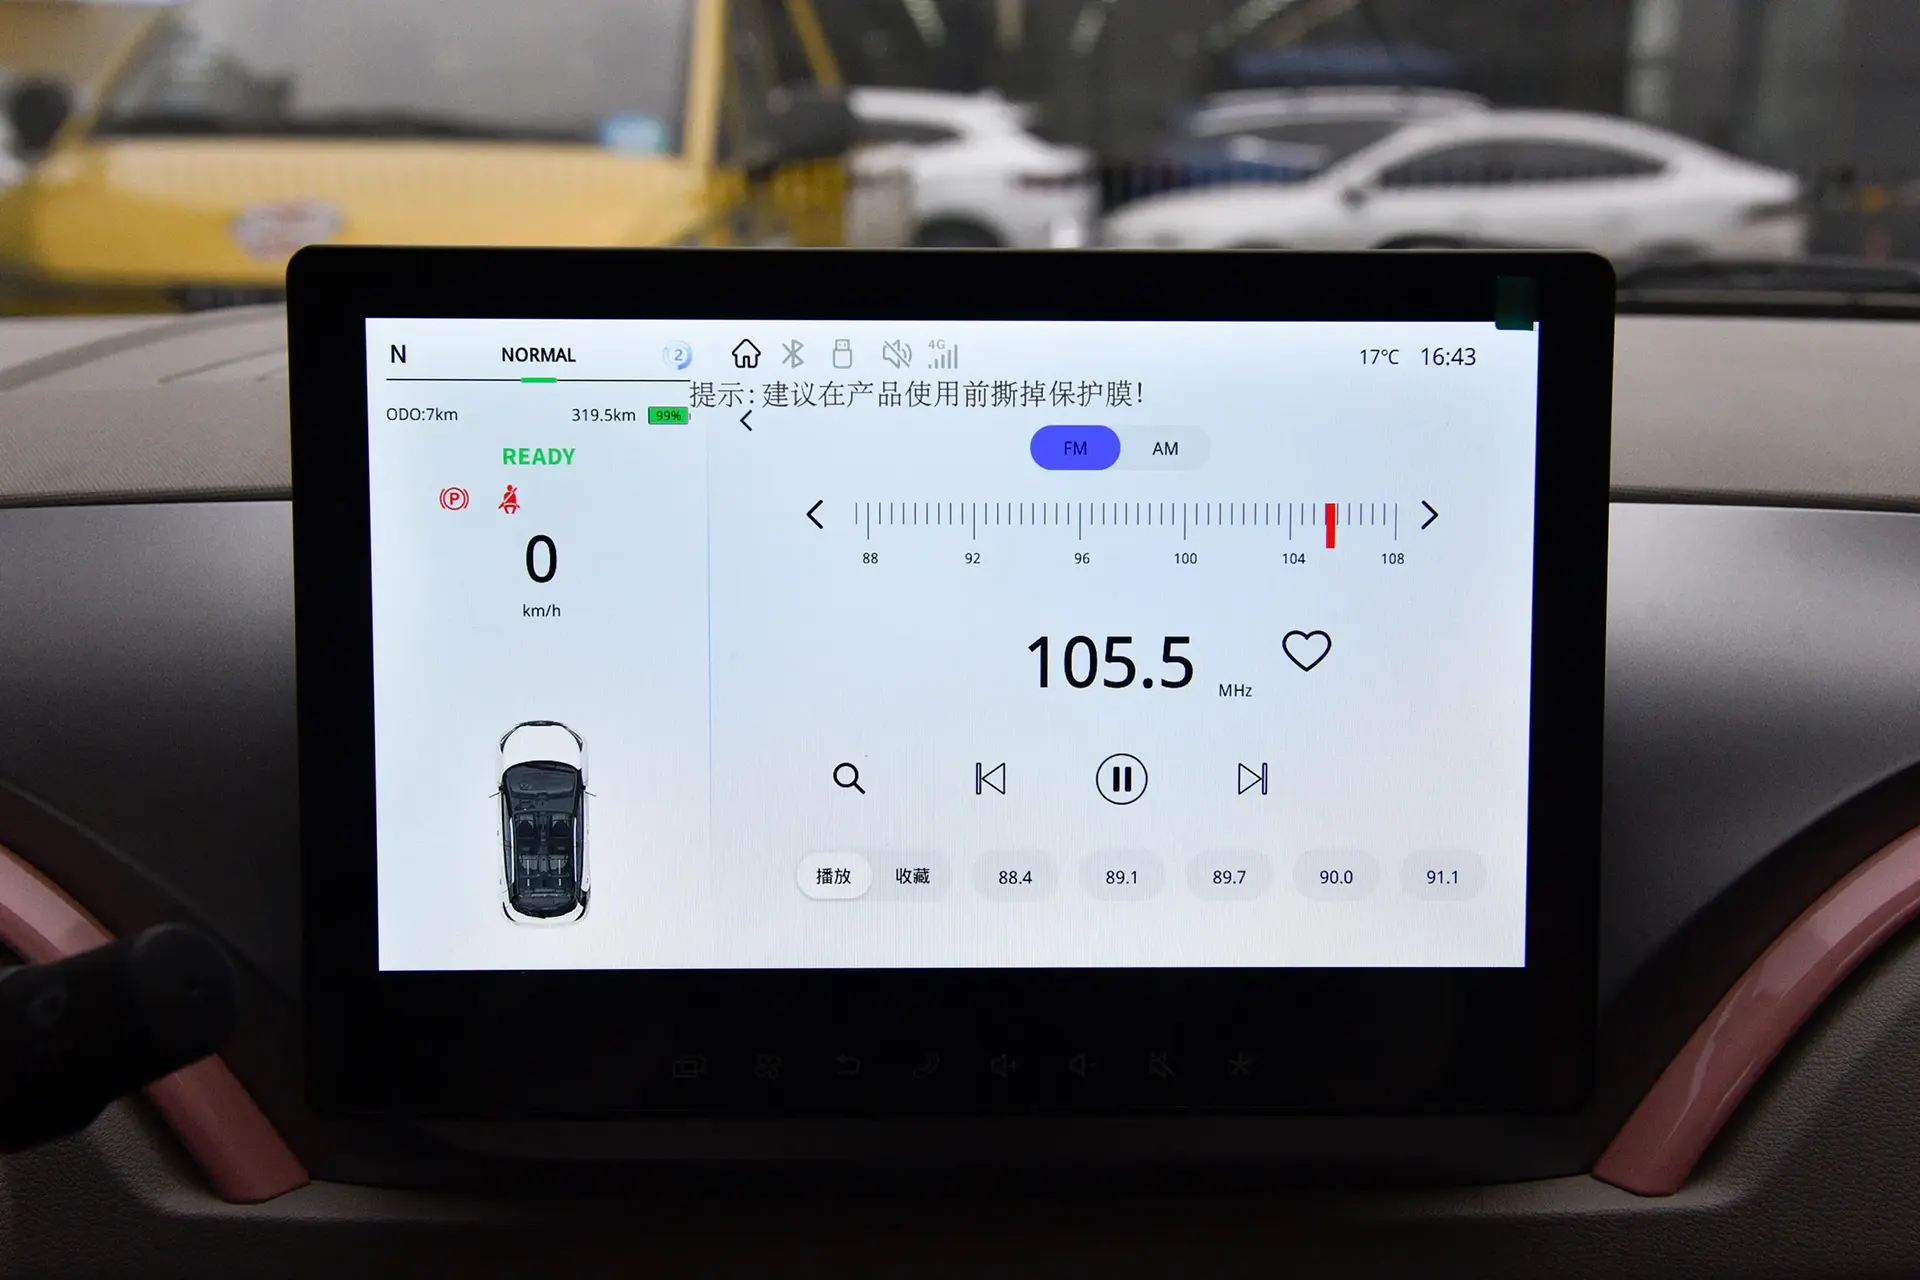 N NORMAL 2 4G 17°C 16:43
提示:建议在产品使用前撕掉保护膜!
ODO:7km 319.5km 99%
FM AM
READY
P
88 92 96 100 104 108
0
km/h
105.5 MHz
播放 收藏 88.4 89.1 89.7 90.0 91.1